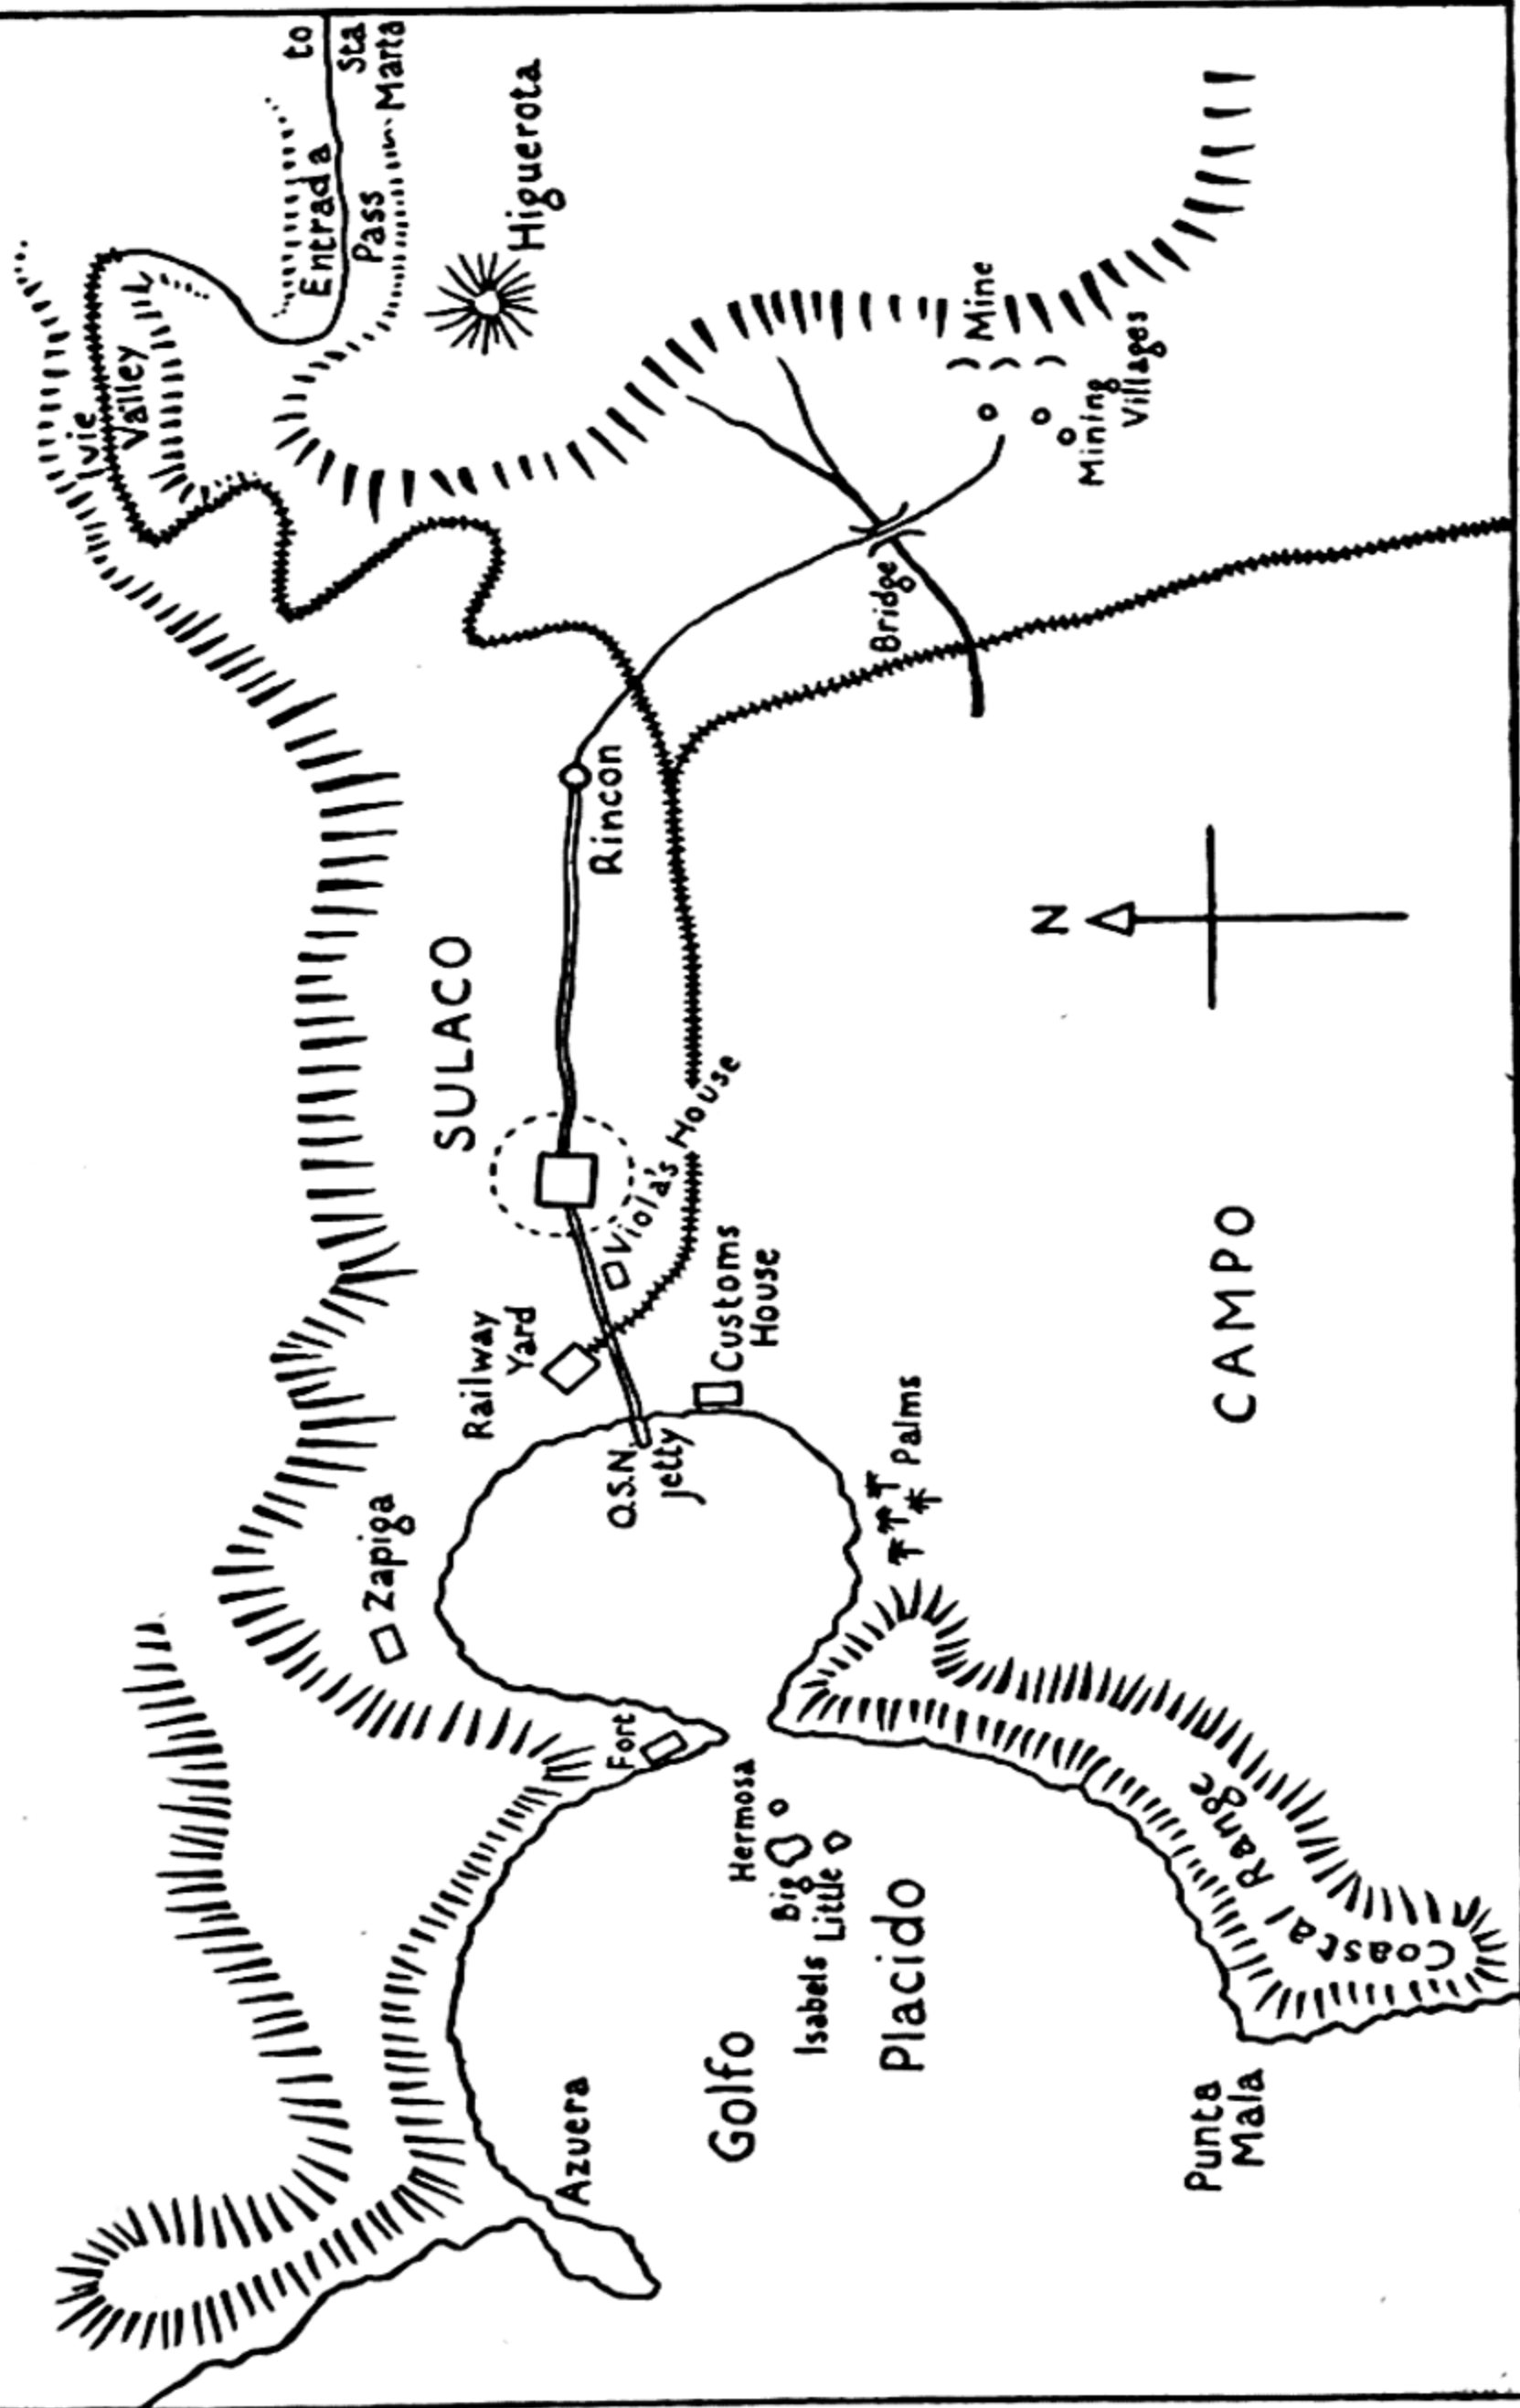 to
Sta
Marta
Entrada
Pass
Ivie
Valley
Higuerota
SULACO
Zapiga
Railway
Yard
Rincon
O.S.N.
Jetty
Viola's House
Customs
House
Fort
Bridge
Mine
Mining
Villages
Palms
N
Azuera
Golfo
Hermosa
Big
Isabels
Little
Placido
CAMPO
Punta
Mala
Coastal Range